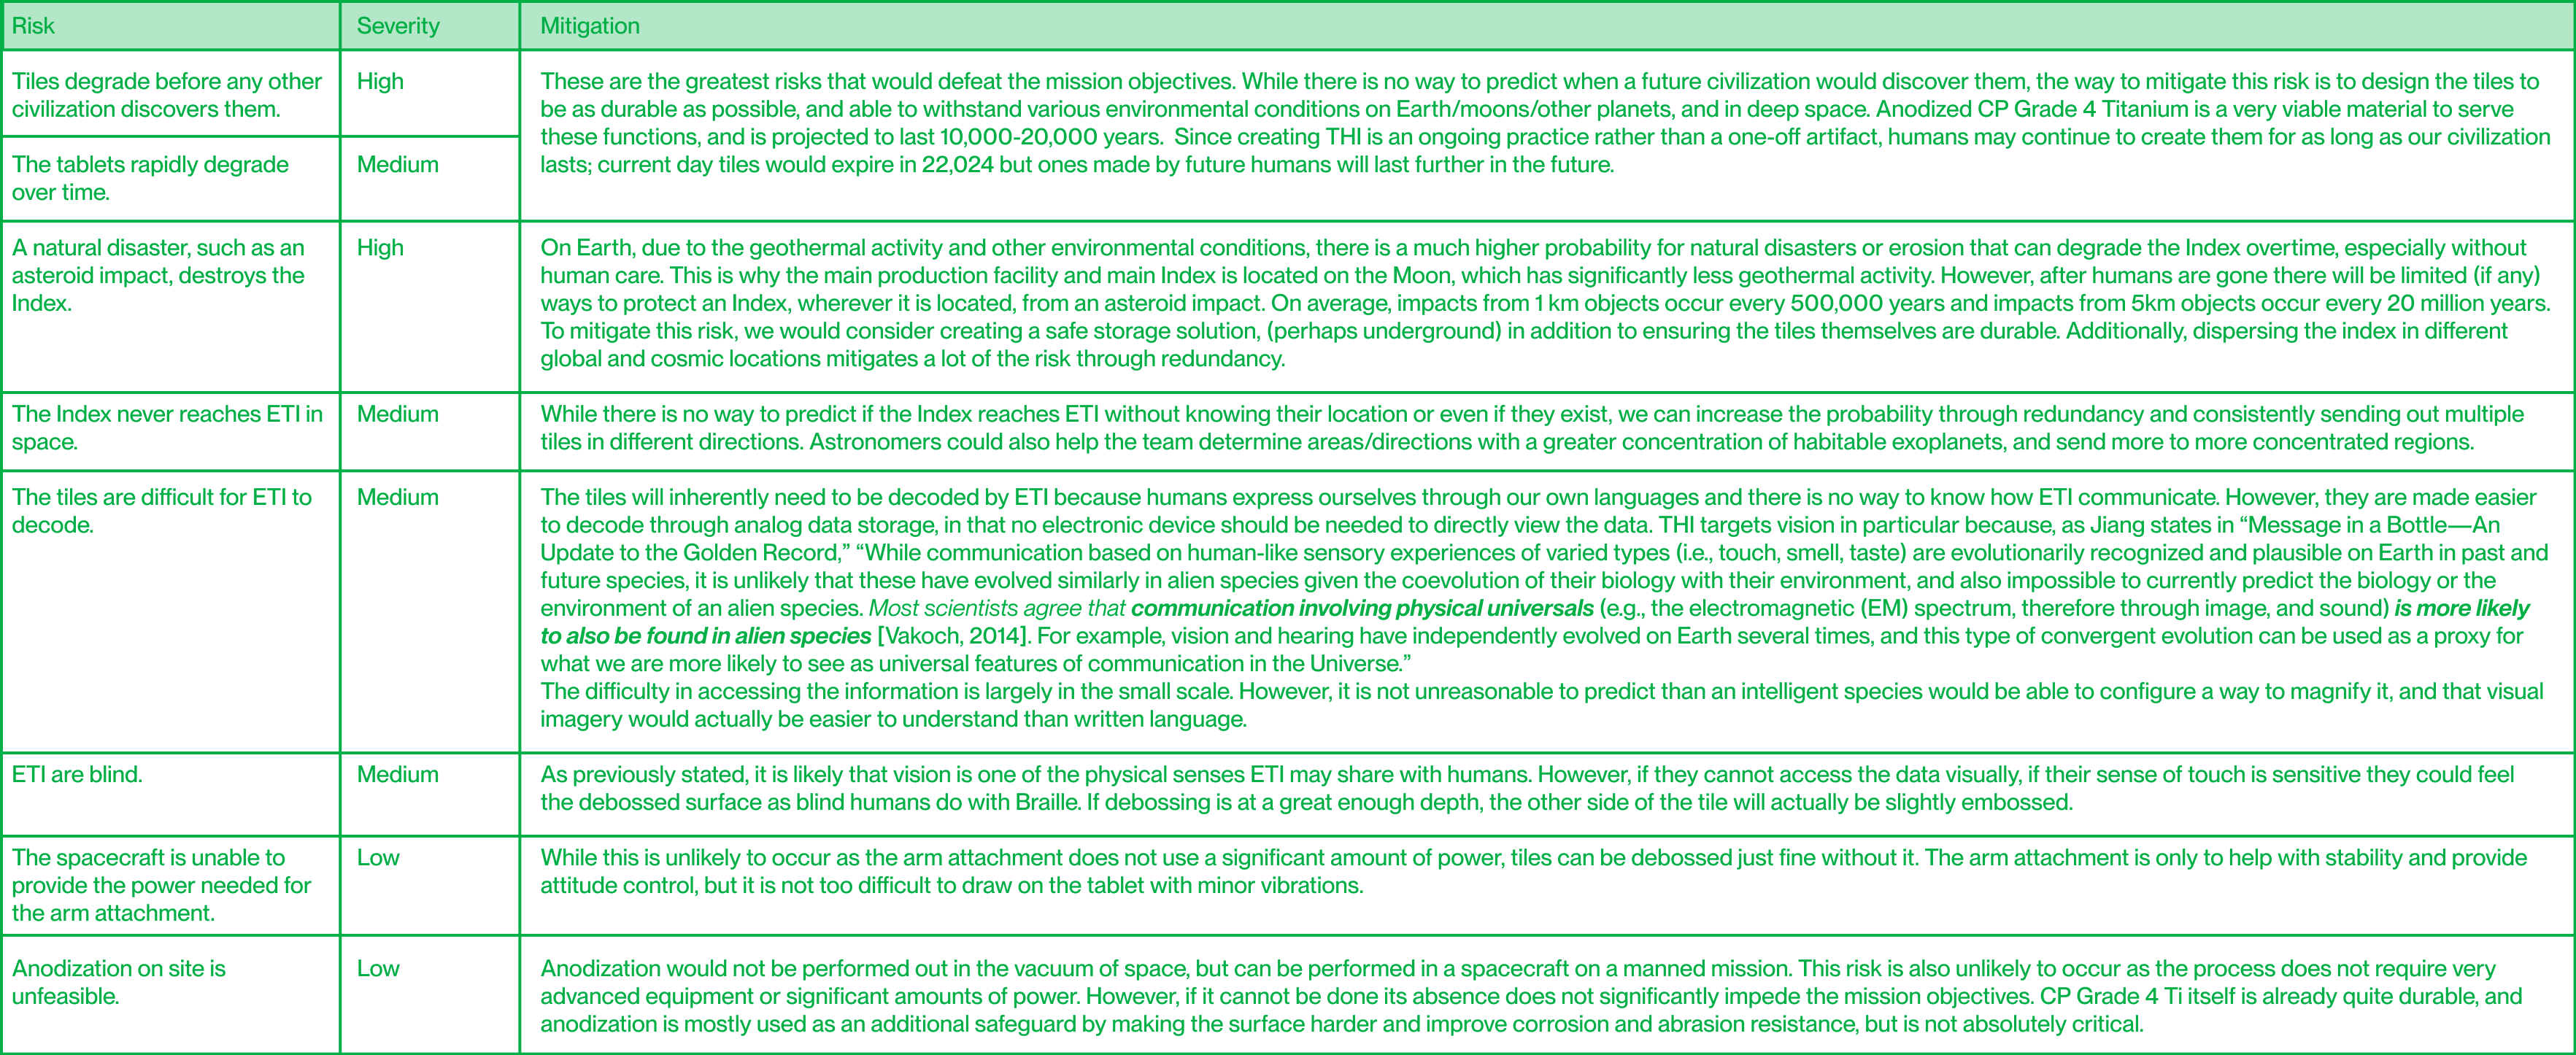 Risk
Severity
Mitigation
Tiles degrade before any other
civilization discovers them.
High
The tablets rapidly degrade
over time.
Medium
These are the greatest risks that would defeat the mission objectives. While there is no way to predict when a future civilization would discover them, the way to mitigate this risk is to design the tiles to
be as durable as possible, and able to withstand various environmental conditions on Earth/moons/other planets, and in deep space. Anodized CP Grade 4 Titanium is a very viable material to serve
these functions, and is projected to last 10,000-20,000 years.  Since creating THI is an ongoing practice rather than a one-off artifact, humans may continue to create them for as long as our civilization
lasts; current day tiles would expire in 22,024 but ones made by future humans will last further in the future.
A natural disaster, such as an
asteroid impact, destroys the
Index.
High
On Earth, due to the geothermal activity and other environmental conditions, there is a much higher probability for natural disasters or erosion that can degrade the Index overtime, especially without
human care. This is why the main production facility and main Index is located on the Moon, which has significantly less geothermal activity. However, after humans are gone there will be limited (if any)
ways to protect an Index, wherever it is located, from an asteroid impact. On average, impacts from 1 km objects occur every 500,000 years and impacts from 5km objects occur every 20 million years.
To mitigate this risk, we would consider creating a safe storage solution, (perhaps underground) in addition to ensuring the tiles themselves are durable. Additionally, dispersing the index in different
global and cosmic locations mitigates a lot of the risk through redundancy.
The Index never reaches ETI in
space.
Medium
While there is no way to predict if the Index reaches ETI without knowing their location or even if they exist, we can increase the probability through redundancy and consistently sending out multiple
tiles in different directions. Astronomers could also help the team determine areas/directions with a greater concentration of habitable exoplanets, and send more to more concentrated regions.
The tiles are difficult for ETI to
decode.
Medium
The tiles will inherently need to be decoded by ETI because humans express ourselves through our own languages and there is no way to know how ETI communicate. However, they are made easier
to decode through analog data storage, in that no electronic device should be needed to directly view the data. THI targets vision in particular because, as Jiang states in “Message in a Bottle—An
Update to the Golden Record,” “While communication based on human-like sensory experiences of varied types (i.e., touch, smell, taste) are evolutionarily recognized and plausible on Earth in past and
future species, it is unlikely that these have evolved similarly in alien species given the coevolution of their biology with their environment, and also impossible to currently predict the biology or the
environment of an alien species. Most scientists agree that communication involving physical universals (e.g., the electromagnetic (EM) spectrum, therefore through image, and sound) is more likely
to also be found in alien species [Vakoch, 2014]. For example, vision and hearing have independently evolved on Earth several times, and this type of convergent evolution can be used as a proxy for
what we are more likely to see as universal features of communication in the Universe.”
The difficulty in accessing the information is largely in the small scale. However, it is not unreasonable to predict than an intelligent species would be able to configure a way to magnify it, and that visual
imagery would actually be easier to understand than written language.
ETI are blind.
Medium
As previously stated, it is likely that vision is one of the physical senses ETI may share with humans. However, if they cannot access the data visually, if their sense of touch is sensitive they could feel
the debossed surface as blind humans do with Braille. If debossing is at a great enough depth, the other side of the tile will actually be slightly embossed.
The spacecraft is unable to
provide the power needed for
the arm attachment.
Low
While this is unlikely to occur as the arm attachment does not use a significant amount of power, tiles can be debossed just fine without it. The arm attachment is only to help with stability and provide
attitude control, but it is not too difficult to draw on the tablet with minor vibrations.
Anodization on site is
unfeasible.
Low
Anodization would not be performed out in the vacuum of space, but can be performed in a spacecraft on a manned mission. This risk is also unlikely to occur as the process does not require very
advanced equipment or significant amounts of power. However, if it cannot be done its absence does not significantly impede the mission objectives. CP Grade 4 Ti itself is already quite durable, and
anodization is mostly used as an additional safeguard by making the surface harder and improve corrosion and abrasion resistance, but is not absolutely critical.